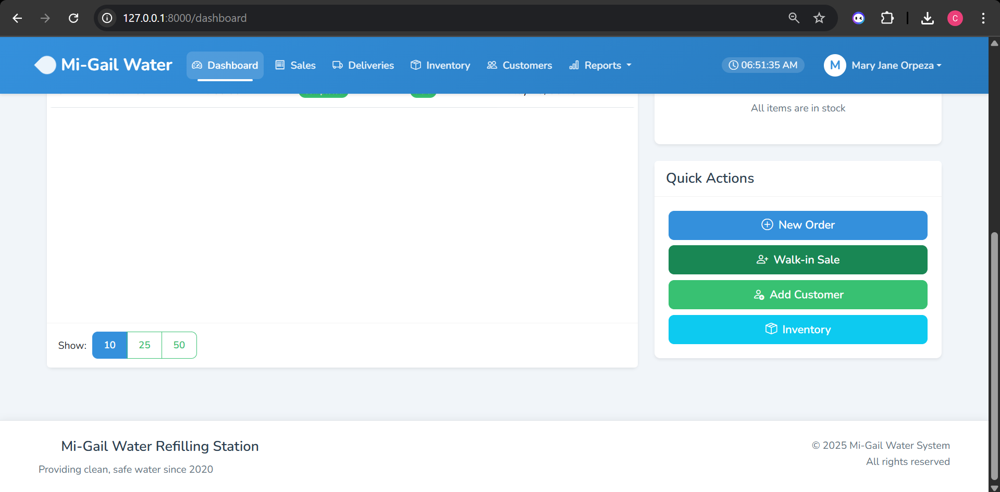 127.0.0.1:8000/dashboard
C
Mi-Gail Water
Dashboard
Sales
Deliveries
Inventory
Customers
Reports
06:51:35 AM
M
Mary Jane Orpeza
All items are in stock
Quick Actions
New Order
Walk-in Sale
Add Customer
Inventory
Show:
10
25
50
Mi-Gail Water Refilling Station
Providing clean, safe water since 2020
© 2025 Mi-Gail Water System
All rights reserved